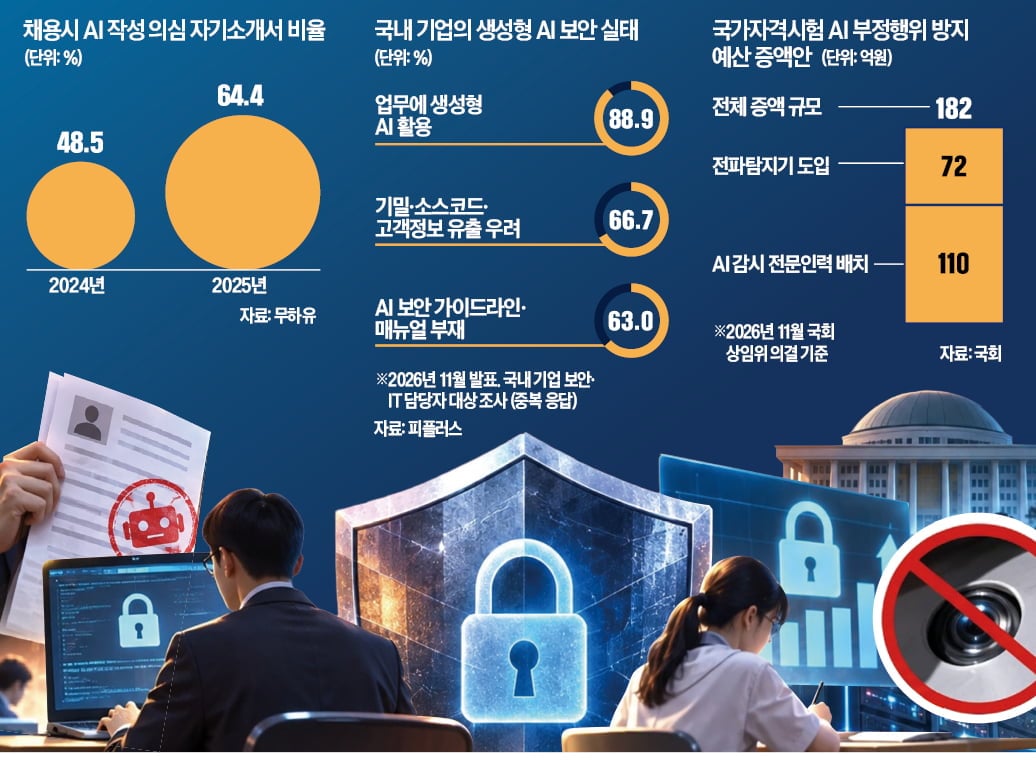 채용시 AI 작성 의심 자기소개서 비율
(단위: %)
48.5
64.4
2024년
2025년
자료: 무하유
국내 기업의 생성형 AI 보안 실태
(단위: %)
업무에 생성형
AI 활용
88.9
기밀·소스코드·
고객정보 유출 우려
66.7
AI 보안 가이드라인·
매뉴얼 부재
63.0
※2026년 11월 발표. 국내 기업 보안·
IT 담당자 대상 조사 (중복 응답)
자료: 피플러스
국가자격시험 AI 부정행위 방지
예산 증액안 (단위: 억원)
전체 증액 규모
182
전파탐지기 도입
72
AI 감시 전문인력 배치
110
※2026년 11월 국회
상임위 의결 기준
자료: 국회